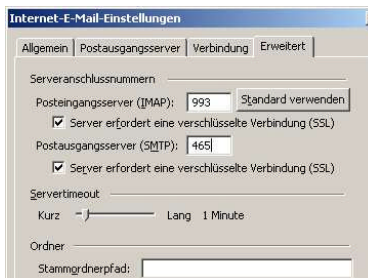 Internet-E-Mail-Einstellungen
Allgemein Postausgangsserver Verbindung Erweitert
Serveranschlussnummern
Posteingangsserver (IMAP): 993 Standard verwenden
Server erfordert eine verschlüsselte Verbindung (SSL)
Postausgangsserver (SMTP): 465
Server erfordert eine verschlüsselte Verbindung (SSL)
Servertimeout
Kurz Lang 1 Minute
Ordner
Stammordnerpfad: